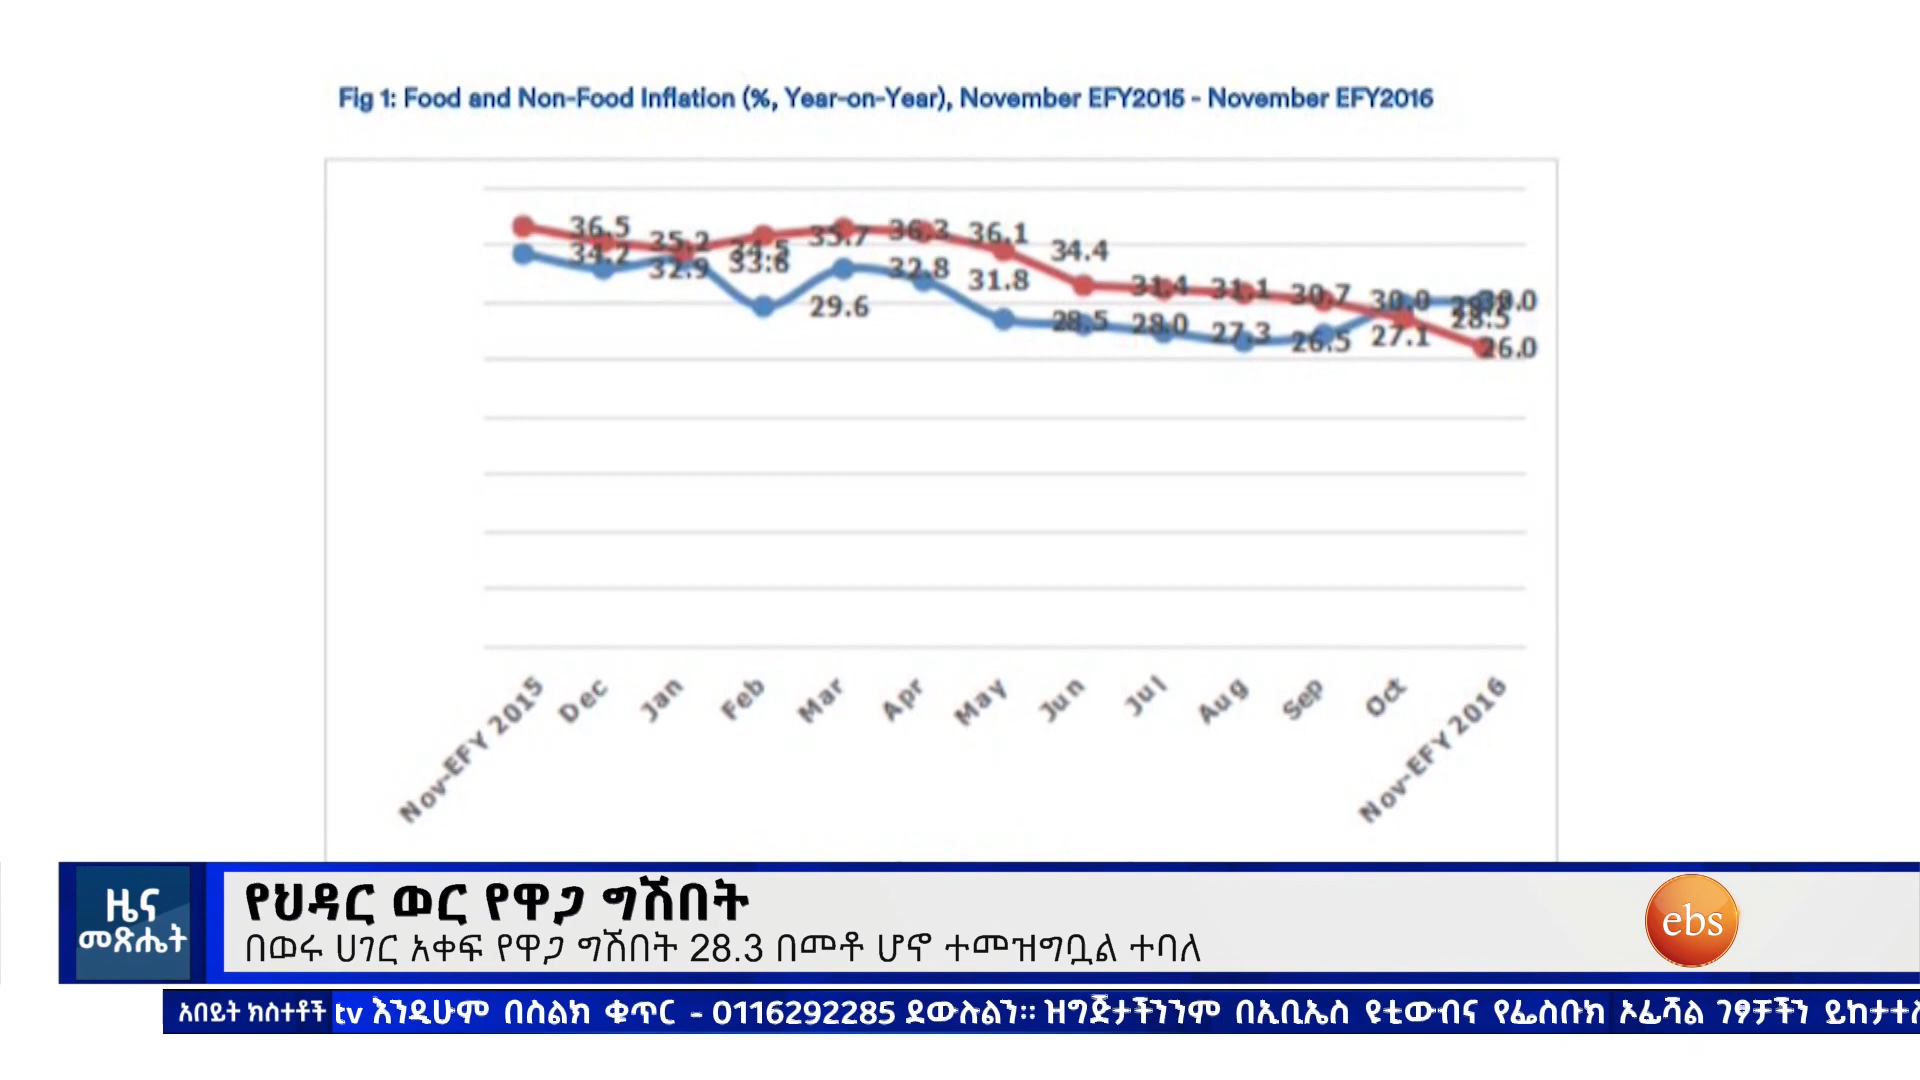 Fig 1: Food and Non-Food Inflation (%, Year-on-Year), November EFY2015 - November EFY2016
36.5 35.2 34.5 35.7 36.3 36.1 34.4 31.4 31.1 30.7 30.0 30.0
34.2 32.9 33.6 29.6 32.8 31.8 28.5 28.0 27.3 26.5 27.1 28.5 26.0
Nov-EFY 2015 Dec Jan Feb Mar Apr May Jun Jul Aug Sep Oct Nov-EFY 2016
ዜና
መጽሔት
የህዳር ወር የዋጋ ግሽበት
በወሩ ሀገር አቀፍ የዋጋ ግሽበት 28.3 በመቶ ሆኖ ተመዝግቧል ተባለ
ebs
አበይት ክስተቶች tv እንዲሁም በስልክ ቁጥር - 0116292285 ደውሉልን። ዝግጅታችንንም በኢቢኤስ ዩቲውብና የፌስቡክ ኦፊሻል ገፃችን